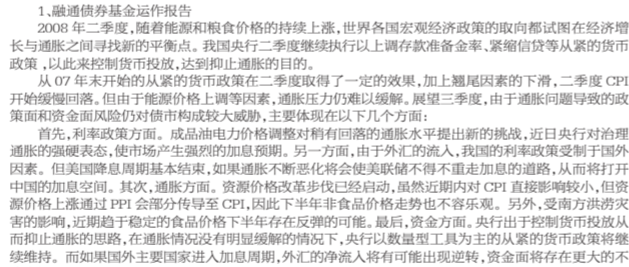 1、融通债券基金运作报告
2008 年二季度，随着能源和粮食价格的持续上涨，世界各国宏观经济政策的取向都试图在经济增
长与通胀之间寻找新的平衡点。我国央行二季度继续执行以上调存款准备金率、紧缩信贷等从紧的货币
政策 ，以此来控制货币投放，达到抑止通胀的目的。
从 07 年末开始的从紧的货币政策在二季度取得了一定的效果，加上翘尾因素的下滑，二季度 CPI
开始缓慢回落。但由于能源价格上调等因素，通胀压力仍难以缓解。展望三季度，由于通胀问题导致的政
策面和资金面风险仍对债市构成较大威胁，主要体现在以下几个方面：
首先，利率政策方面。成品油电力价格调整对稍有回落的通胀水平提出新的挑战，近日央行对治理
通胀的强硬表态，使市场产生强烈的加息预期。另一方面，由于外汇的流入，我国的利率政策受制于国外
因素。但美国降息周期基本结束，如果通胀不断恶化将会使美联储不得不重走加息的道路，从而将打开
中国的加息空间。其次，通胀方面。资源价格改革步伐已经启动，虽然近期内对 CPI 直接影响较小，但资
源价格上涨通过 PPI 会部分传导至 CPI，因此下半年非食品价格走势也不容乐观。另外，受南方洪涝灾
害的影响，近期趋于稳定的食品价格下半年存在反弹的可能。最后，资金方面。央行出于控制货币投放从
而抑止通胀的思路，在通胀情况没有明显缓解的情况下，央行以数量型工具为主的从紧的货币政策将继
续维持。而如果国外主要国家进入加息周期，外汇的净流入将有可能出现逆转，资金面将存在更大的不